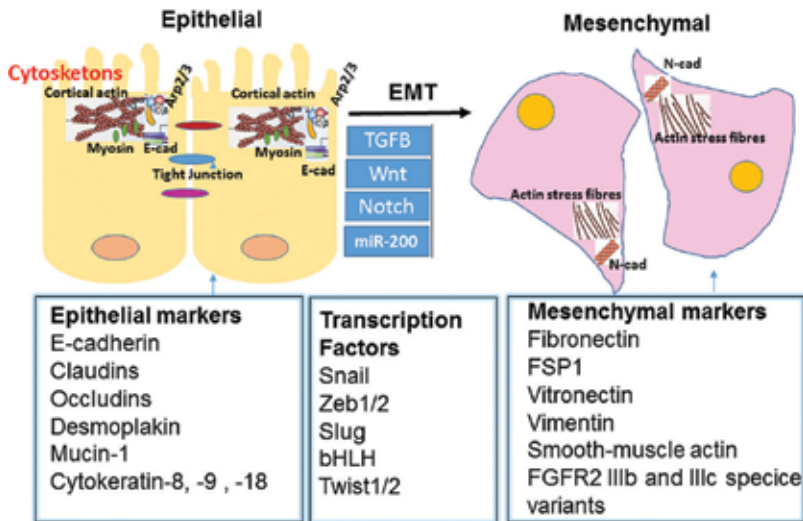 Epithelial
Mesenchymal
Cytosketons
Cortical actin
Arp2/3
Cortical actin
Arp2/3
Myosin
E-cad
Myosin
E-cad
Tight Junction
EMT
TGFB
Wnt
Notch
miR-200
N-cad
Actin stress fibres
Actin stress fibres
N-cad
Epithelial markers
E-cadherin
Claudins
Occludins
Desmoplakin
Mucin-1
Cytokeratin-8, -9 , -18
Transcription
Factors
Snail
Zeb1/2
Slug
bHLH
Twist1/2
Mesenchymal markers
Fibronectin
FSP1
Vitronectin
Vimentin
Smooth-muscle actin
FGFR2 IIIb and IIIc specice
variants